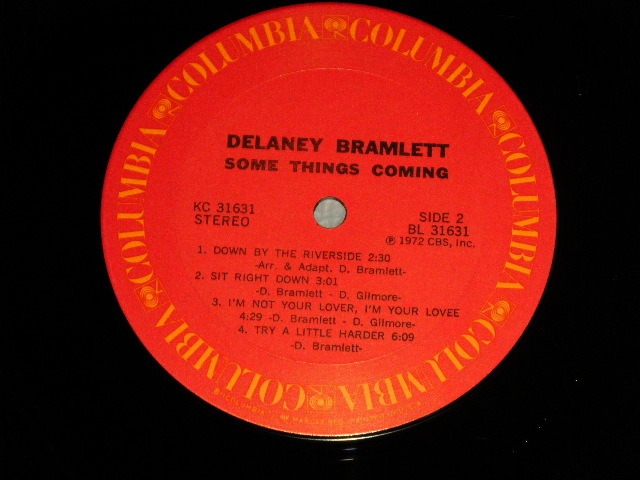 COLUMBIA COLUMBIA COLUMBIA COLUMBIA COLUMBIA COLUMBIA
DELANEY BRAMLETT
SOME THINGS COMING
KC 31631
STEREO
SIDE 2
BL 31631
Ⓟ 1972 CBS, Inc.
1. DOWN BY THE RIVERSIDE 2:30
-Arr. & Adapt. D. Bramlett-
2. SIT RIGHT DOWN 3:01
-D. Bramlett - D. Gilmore-
3. I'M NOT YOUR LOVER, I'M YOUR LOVEE
4:29 -D. Bramlett - D. Gilmore-
4. TRY A LITTLE HARDER 6:09
-D. Bramlett-